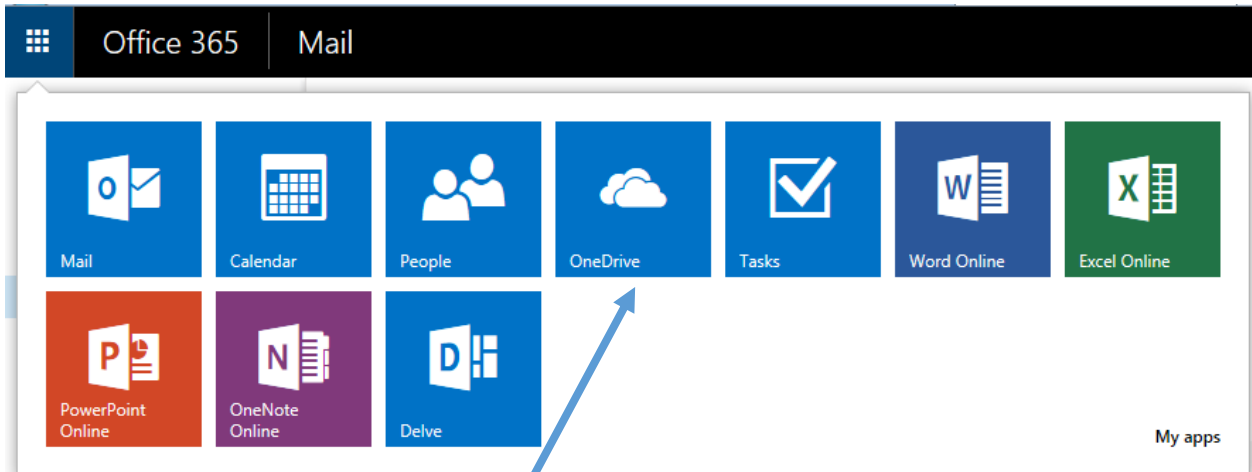 Office 365 Mail
Mail Calendar People OneDrive Tasks Word Online Excel Online
PowerPoint
Online
OneNote
Online
Delve
My apps